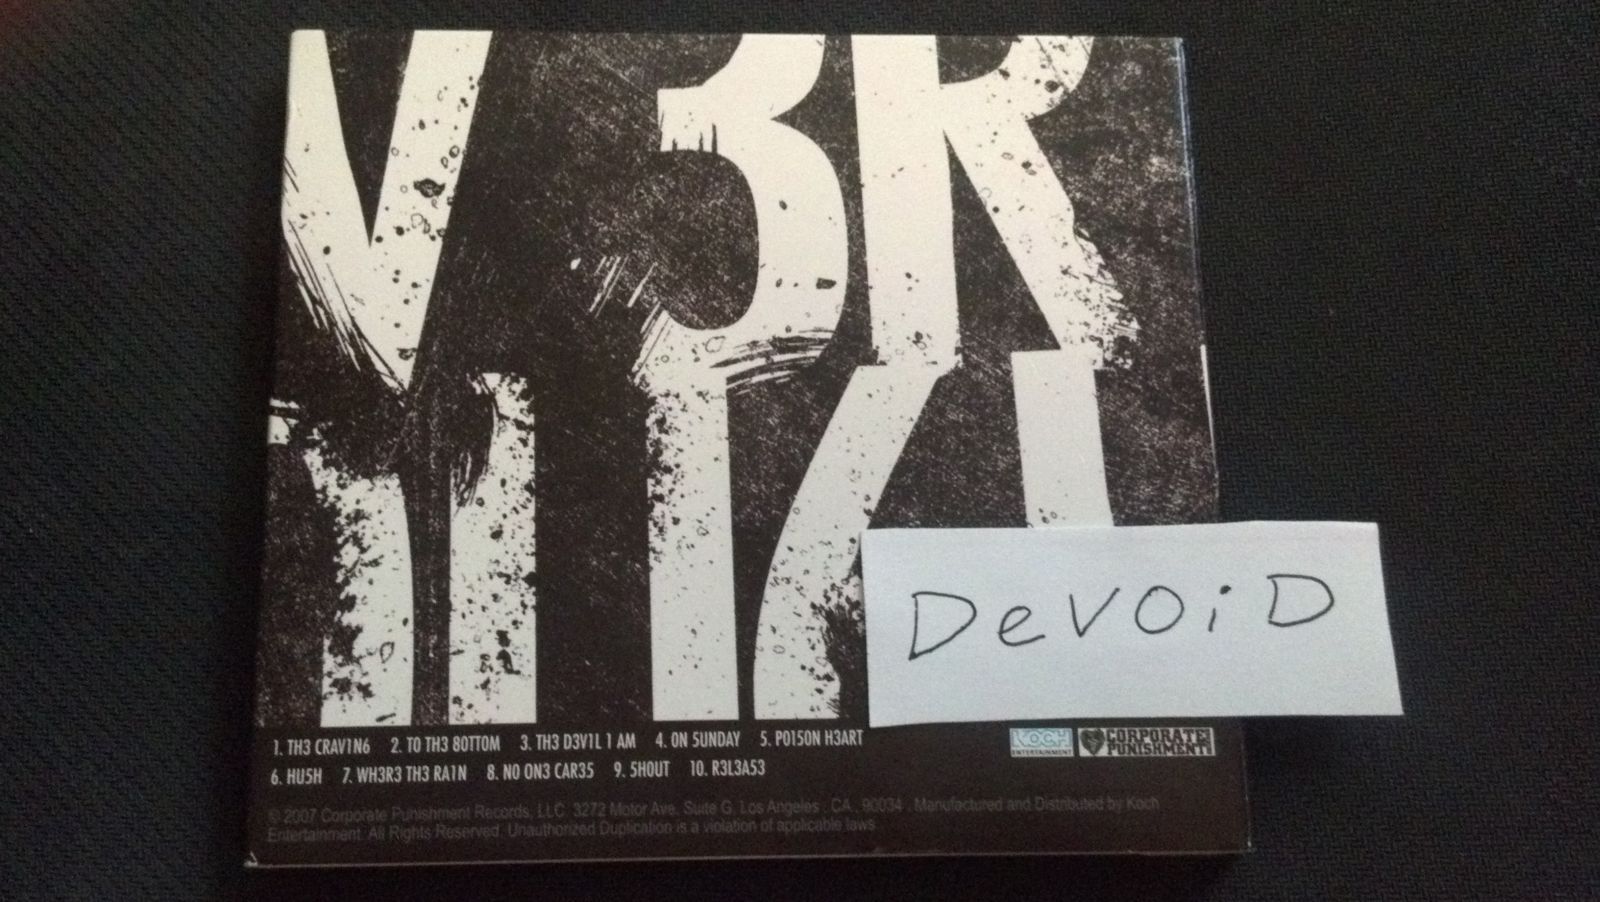 V3R
DeVOiD
1. TH3 CRAV1N6 2. TO TH3 8OTTOM 3. TH3 D3V1L 1 AM 4. ON 5UNDAY 5. PO15ON H3ART
6. HU5H 7. WH3R3 TH3 RA1N 8. NO ON3 CAR35 9. 5HOUT 10. R3L3A53
KOCH
ENTERTAINMENT
CORPORATE
PUNISHMENT
© 2007 Corporate Punishment Records, LLC. 3272 Motor Ave. Suite G. Los Angeles . CA . 90034 . Manufactured and Distributed by Koch
Entertainment. All Rights Reserved. Unauthorized Duplication is a violation of applicable laws